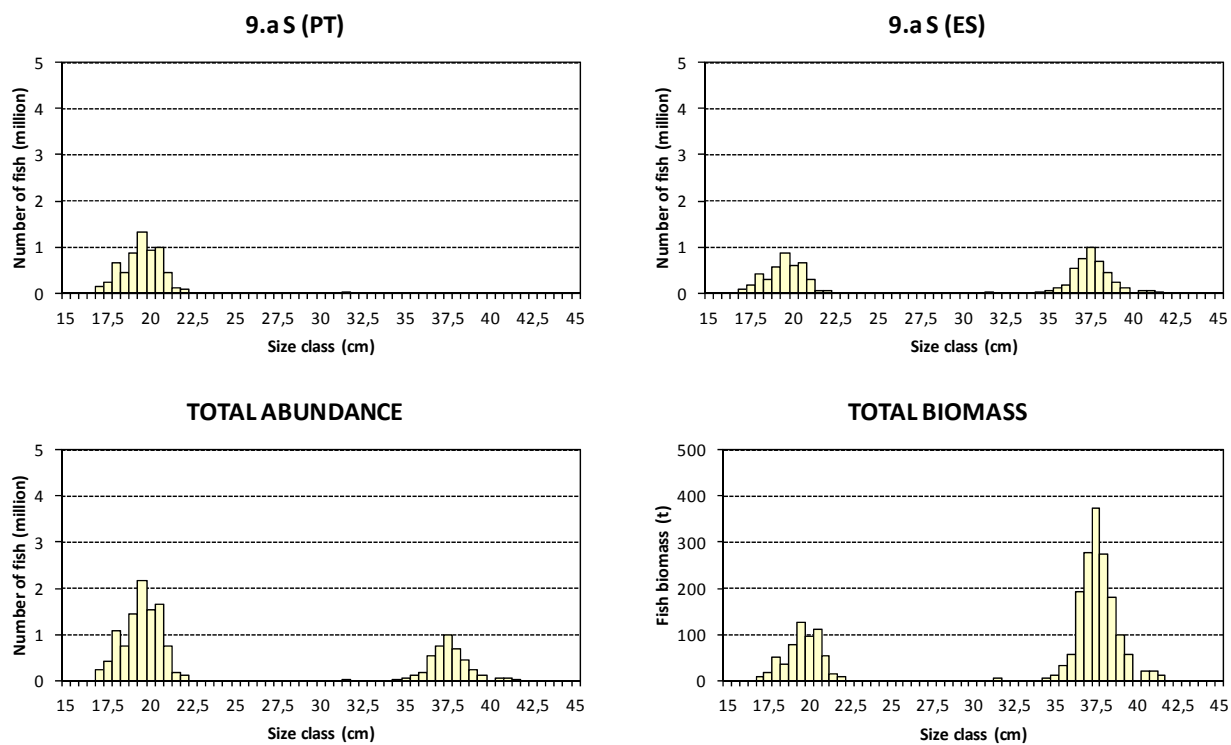 9.a S (PT)
Number of fish (million)
5
4
3
2
1
0
15 17,5 20 22,5 25 27,5 30 32,5 35 37,5 40 42,5 45
Size class (cm)
9.a S (ES)
Number of fish (million)
5
4
3
2
1
0
15 17,5 20 22,5 25 27,5 30 32,5 35 37,5 40 42,5 45
Size class (cm)
TOTAL ABUNDANCE
Number of fish (million)
5
4
3
2
1
0
15 17,5 20 22,5 25 27,5 30 32,5 35 37,5 40 42,5 45
Size class (cm)
TOTAL BIOMASS
Fish biomass (t)
500
400
300
200
100
0
15 17,5 20 22,5 25 27,5 30 32,5 35 37,5 40 42,5 45
Size class (cm)